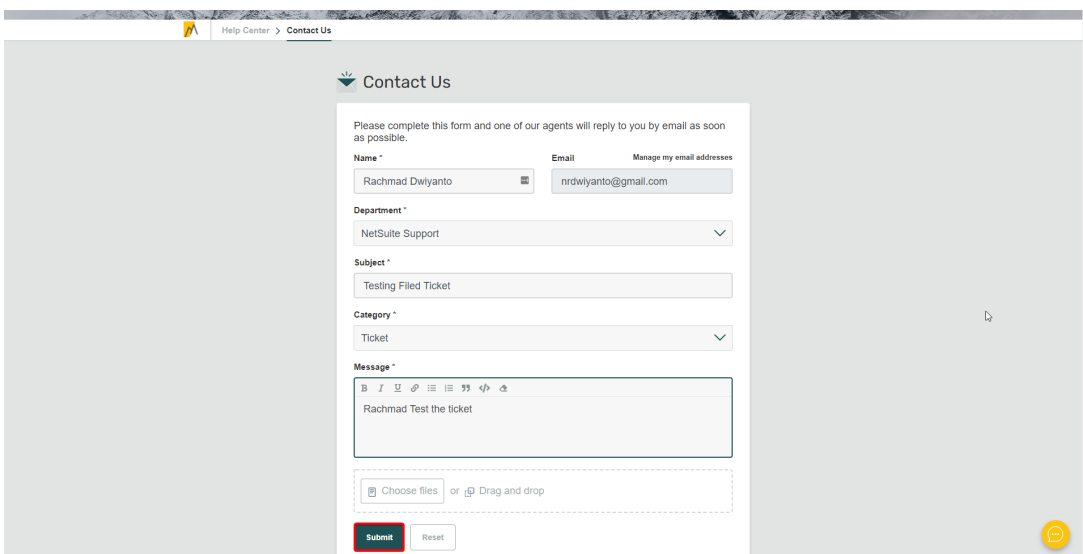 Help Center > Contact Us
Contact Us
Please complete this form and one of our agents will reply to you by email as soon
as possible.
Name *
Email
Manage my email addresses
Rachmad Dwiyanto
nrdwiyanto@gmail.com
Department *
NetSuite Support
Subject *
Testing Filed Ticket
Category *
Ticket
Message *
B I U
Rachmad Test the ticket
Choose files or Drag and drop
Submit Reset